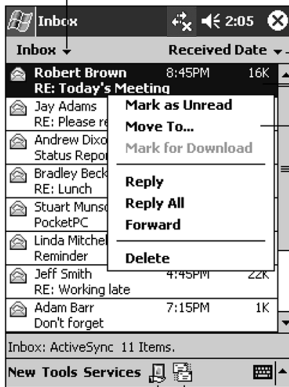 Inbox 2:05
Inbox Received Date
Robert Brown 8:45PM 16K
RE: Today's Meeting
Jay Adams
RE: Please re
Andrew Dixo
Status Repor
Bradley Beck
RE: Lunch
Stuart Munso
PocketPC
Linda Mitchel
Reminder
Jeff Smith 4:45PM 22K
RE: Working late
Adam Barr 7:15PM 1K
Don't forget
Mark as Unread
Move To...
Mark for Download
Reply
Reply All
Forward
Delete
Inbox: ActiveSync 11 Items.
New Tools Services